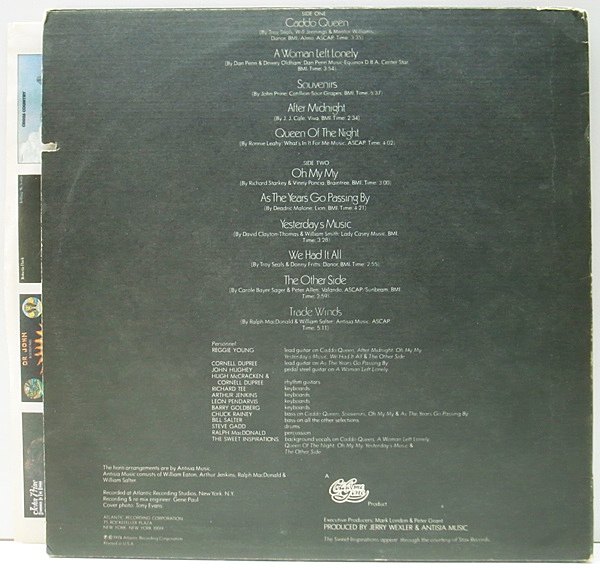 SIDE ONE
Caddo Queen
(By Troy Seals, Will Jennings & Mentor Williams;
Danor, BMI; Almo, ASCAP. Time: 3:35)
A Woman Left Lonely
(By Dan Penn & Dewey Oldham; Dan Penn Music; Equinox D.B.A. Center Star,
BMI. Time: 3:54)
Souvenirs
(By John Prine; Cotillion Sour Grapes, BMI. Time: 5:37)
After Midnight
(By J. J. Cale; Viva, BMI. Time: 2:34)
Queen Of The Night
(By Ronnie Leahy; What's In It For Me Music, ASCAP. Time: 4:02)
SIDE TWO
Oh My My
(By Richard Starkey & Vinny Poncia; Braintree, BMI. Time: 3:00)
As The Years Go Passing By
(By Deadric Malone; Lion, BMI. Time: 4:21)
Yesterday's Music
(By David Clayton-Thomas & William Smith; Lady Casey Music, BMI.
Time: 3:28)
We Had It All
(By Troy Seals & Donny Fritts; Danor, BMI. Time: 2:55)
The Other Side
(By Carole Bayer Sager & Peter Allen; Valando, ASCAP/Sunbeam, BMI.
Time: 3:59)
Trade Winds
(By Ralph MacDonald & William Salter; Antisia Music, ASCAP.
Time: 5:11)
Personnel
REGGIE YOUNG lead guitar on Caddo Queen, After Midnight, Oh My My
Yesterday's Music, We Had It All & The Other Side
CORNELL DUPREE lead guitar on As The Years Go Passing By
JOHN HUGHEY pedal steel guitar on A Woman Left Lonely
HUGH McCRACKEN &
CORNELL DUPREE rhythm guitars
RICHARD TEE keyboards
ARTHUR JENKINS keyboards
LEON PENDARVIS keyboards
BARRY GOLDBERG keyboards
CHUCK RAINEY bass on Caddo Queen, Souvenirs, Oh My My & As The Years Go Passing By
BILL SALTER bass on all the other selections
STEVE GADD drums
RALPH MacDONALD percussion
THE SWEET INSPIRATIONS background vocals on Caddo Queen, A Woman Left Lonely,
Queen Of The Night, Oh My My, Yesterday's Music &
The Other Side
The horn arrangements are by Antisia Music.
Antisia Music consists of William Eaton, Arthur Jenkins, Ralph MacDonald &
William Salter
Recorded at Atlantic Recording Studios, New York, N.Y.
Recording & re-mix engineer: Gene Paul
Cover photo: Tony Evans
ATLANTIC RECORDING CORPORATION
75 ROCKEFELLER PLAZA
NEW YORK, NEW YORK 10019
℗ © 1974 Atlantic Recording Corporation
Printed in U.S.A.
A
Product
Executive Producers: Mark London & Peter Grant
PRODUCED BY JERRY WEXLER & ANTISIA MUSIC
The Sweet Inspirations appear through the courtesy of Stax Records
DR. JOHN